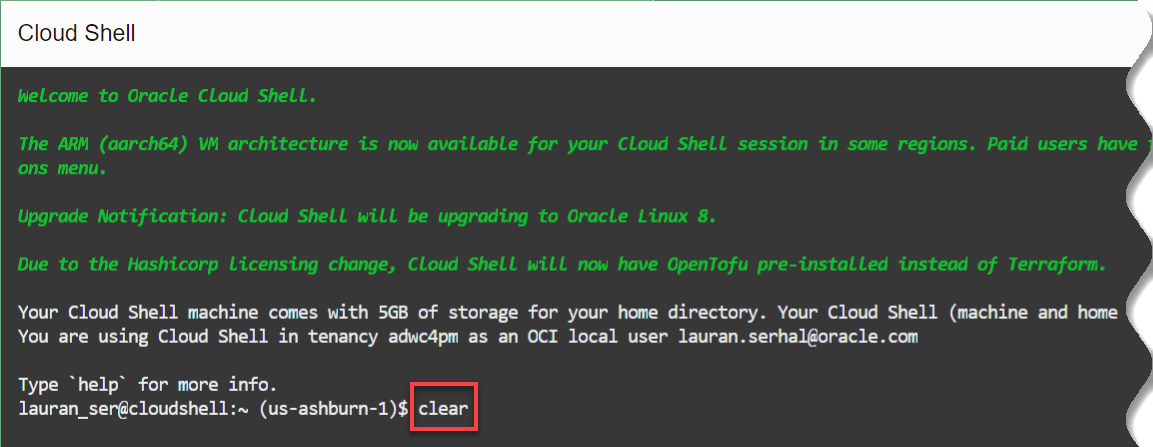 Cloud Shell
Welcome to Oracle Cloud Shell.
The ARM (aarch64) VM architecture is now available for your Cloud Shell session in some regions. Paid users have
ons menu.
Upgrade Notification: Cloud Shell will be upgrading to Oracle Linux 8.
Due to the Hashicorp licensing change, Cloud Shell will now have OpenTofu pre-installed instead of Terraform.
Your Cloud Shell machine comes with 5GB of storage for your home directory. Your Cloud Shell (machine and home
You are using Cloud Shell in tenancy adwc4pm as an OCI local user lauran.serhal@oracle.com
Type `help` for more info.
lauran_ser@cloudshell:~ (us-ashburn-1)$ clear